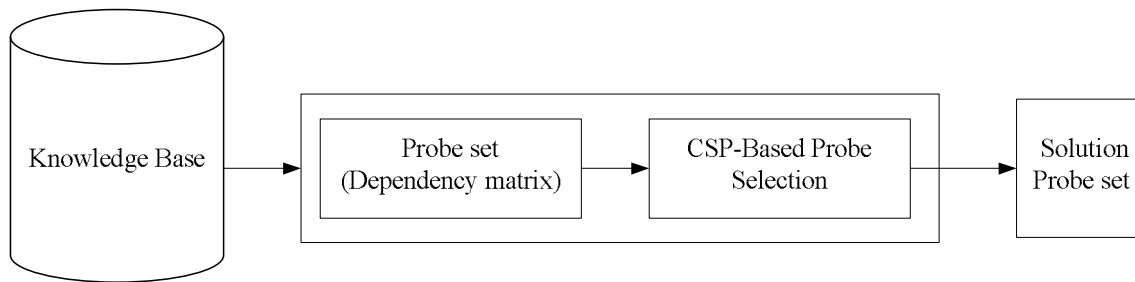 Knowledge Base
Probe set
(Dependency matrix)
CSP-Based Probe
Selection
Solution
Probe set